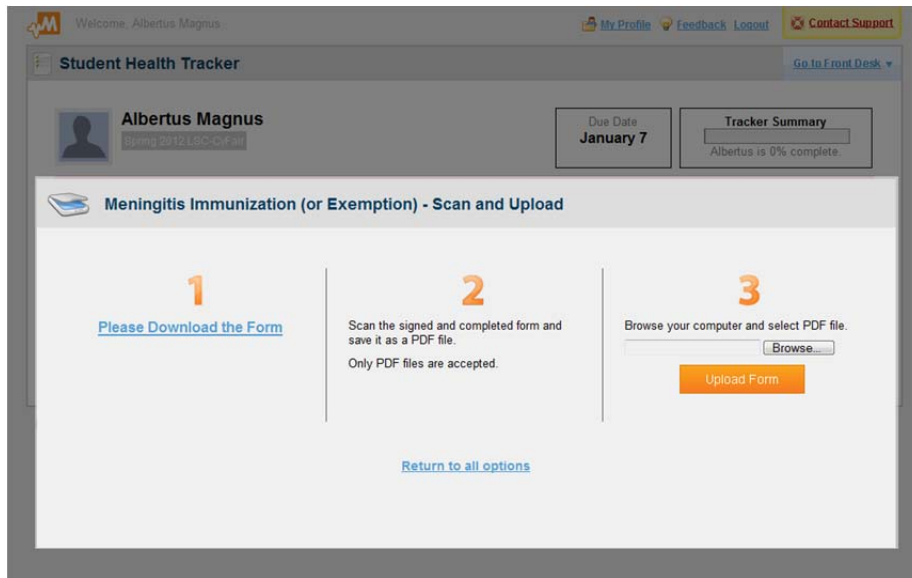 Welcome, Albertus Magnus
My Profile Feedback Logout Contact Support
Student Health Tracker
Go to Front Desk
Albertus Magnus
Spring 2012 LSC-CyFair
Due Date
January 7
Tracker Summary
Albertus is 0% complete.
Meningitis Immunization (or Exemption) - Scan and Upload
1
Please Download the Form
2
Scan the signed and completed form and
save it as a PDF file.
Only PDF files are accepted.
3
Browse your computer and select PDF file.
Browse...
Upload Form
Return to all options